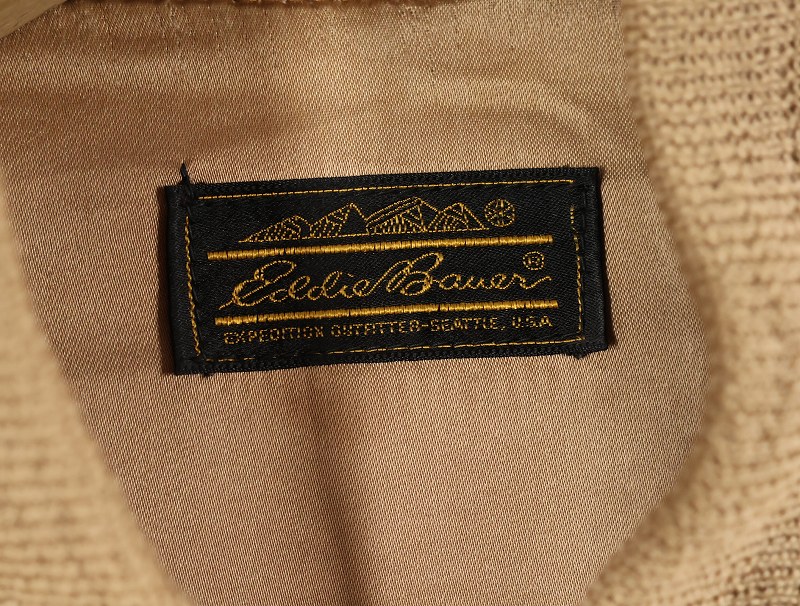 Eddie Bauer®
EXPEDITION OUTFITTER-SEATTLE, U.S.A